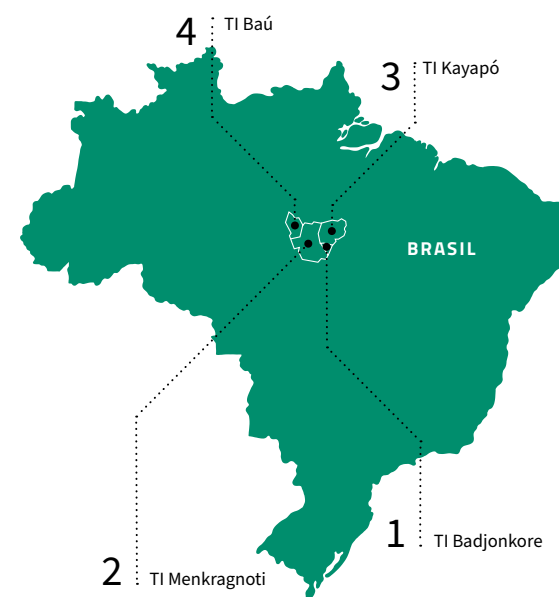 4 TI Baú
3 TI Kayapó
BRASIL
1 TI Badjonkore
2 TI Menkragnoti